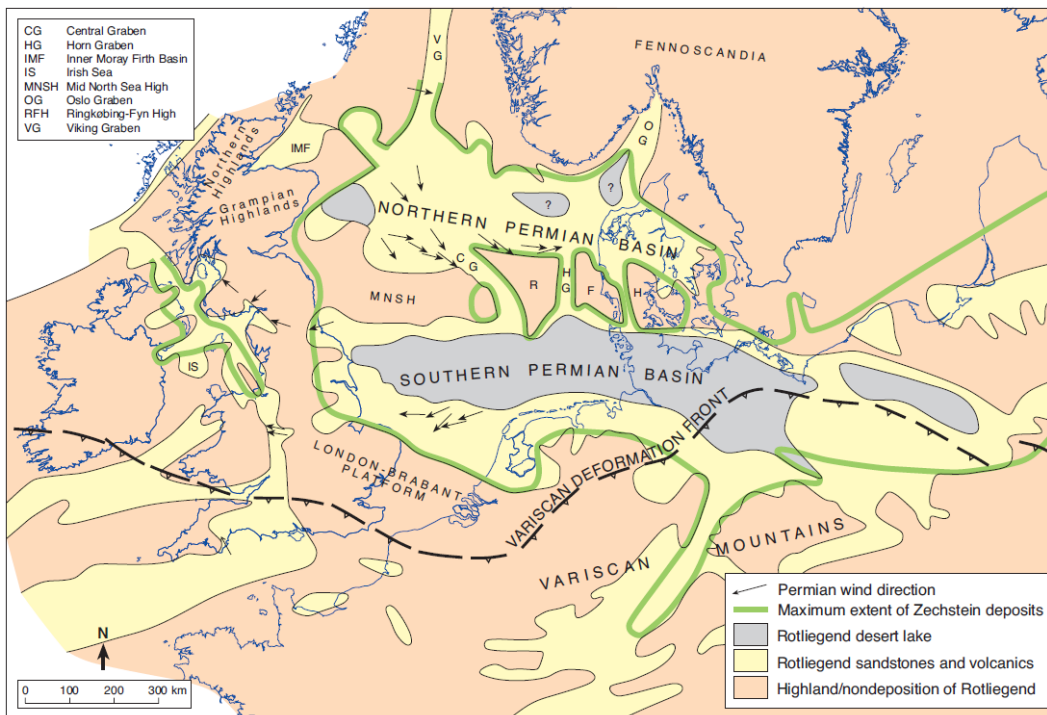 CG Central Graben
HG Horn Graben
IMF Inner Moray Firth Basin
IS Irish Sea
MNSH Mid North Sea High
OG Oslo Graben
RFH Ringkøbing-Fyn High
VG Viking Graben
VG
FENNOSCANDIA
OG
IMF
Northern
Highlands
Grampian
Highlands
?
?
NORTHERN PERMIAN BASIN
CG
HG
MNSH
R
F
H
IS
SOUTHERN PERMIAN BASIN
LONDON-BRABANT
PLATFORM
VARISCAN DEFORMATION FRONT
VARISCAN
MOUNTAINS
N
0 100 200 300 km
Permian wind direction
Maximum extent of Zechstein deposits
Rotliegend desert lake
Rotliegend sandstones and volcanics
Highland/nondeposition of Rotliegend